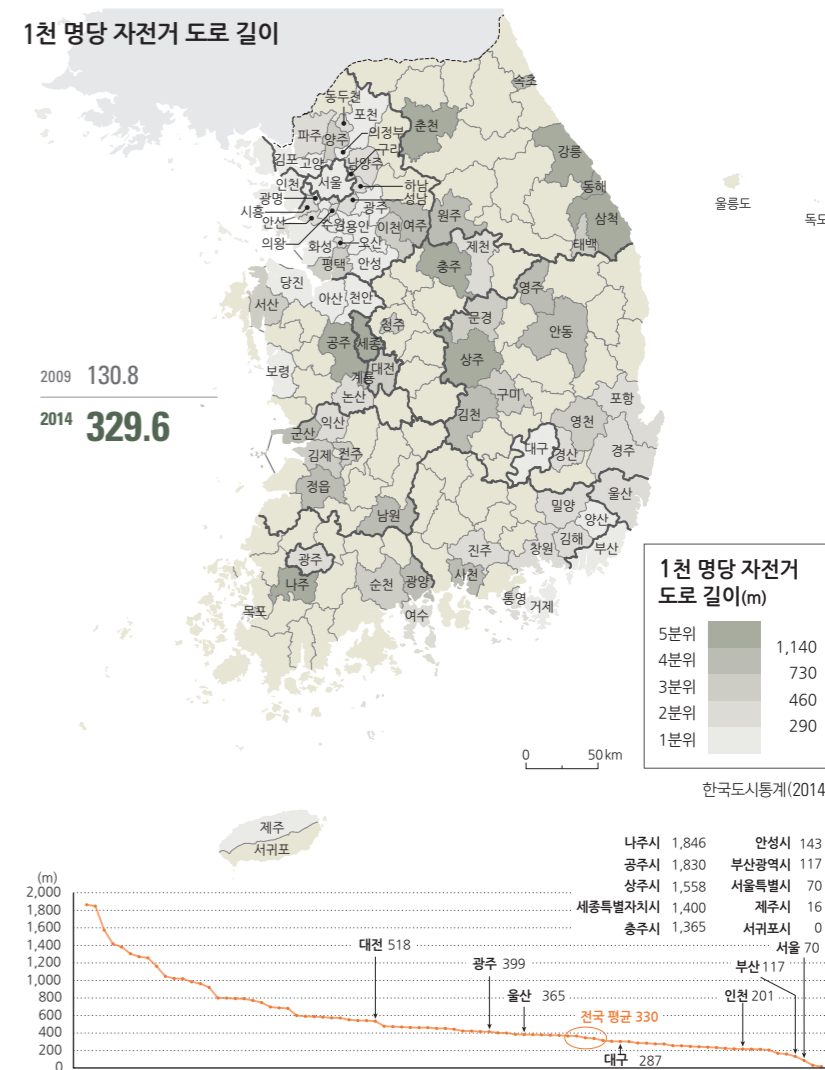 1천 명당 자전거 도로 길이
속초
동두천
포천
춘천
파주
양주
의정부
구리
강릉
김포
고양
남양주
동해
인천
서울
하남
울릉도
광명
성남
시흥
광주
원주
삼척
독도
안산
수원
용인
이천
여주
의왕
화성
오산
제천
태백
평택
안성
충주
당진
영주
서산
아산
천안
문경
안동
청주
공주
세종
상주
2009 130.8
보령
대전
계룡
논산
구미
포항
2014 329.6
김천
익산
영천
군산
대구
경산
경주
김제
전주
정읍
울산
밀양
남원
양산
김해
창원
부산
광주
진주
나주
순천
광양
사천
목포
여수
통영
거제
1천 명당 자전거
도로 길이(m)
5분위
1,140
4분위
730
3분위
460
2분위
290
1분위
0 50 km
한국도시통계(2014
제주
서귀포
나주시 1,846 안성시 143
공주시 1,830 부산광역시 117
상주시 1,558 서울특별시 70
세종특별자치시 1,400 제주시 16
충주시 1,365 서귀포시 0
(m)
2,000
1,800
1,600
1,400
1,200
1,000
800
600
400
200
0
대전 518
광주 399
울산 365
전국 평균 330
대구 287
인천 201
부산 117
서울 70